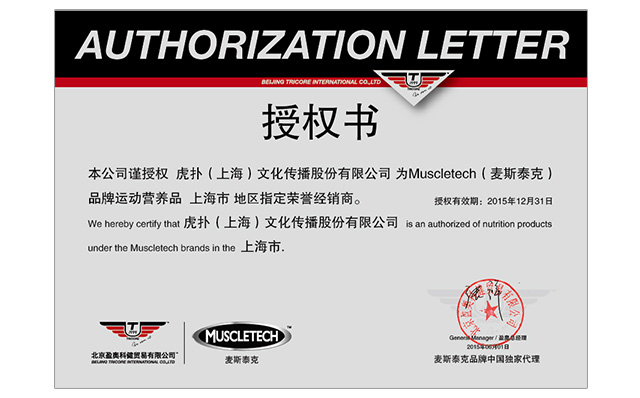 AUTHORIZATION LETTER
BEIJING TRICORE INTERNATIONAL CO.,LTD
TRICORE
授权书
本公司谨授权 虎扑（上海）文化传播股份有限公司 为Muscletech（麦斯泰克）
品牌运动营养品 上海市 地区指定荣誉经销商。 授权有效期：2015年12月31日
We hereby certify that 虎扑（上海）文化传播股份有限公司 is an authorized of nutrition products
under the Muscletech brands in the 上海市.
TRICORE
北京盈奥科健贸易有限公司
BEIJING TRICORE INTERNATIONAL CO.,LTD
MUSCLETECH™
麦斯泰克
General Manager / 盈奥总经理
2015年06月01日
麦斯泰克品牌中国独家代理